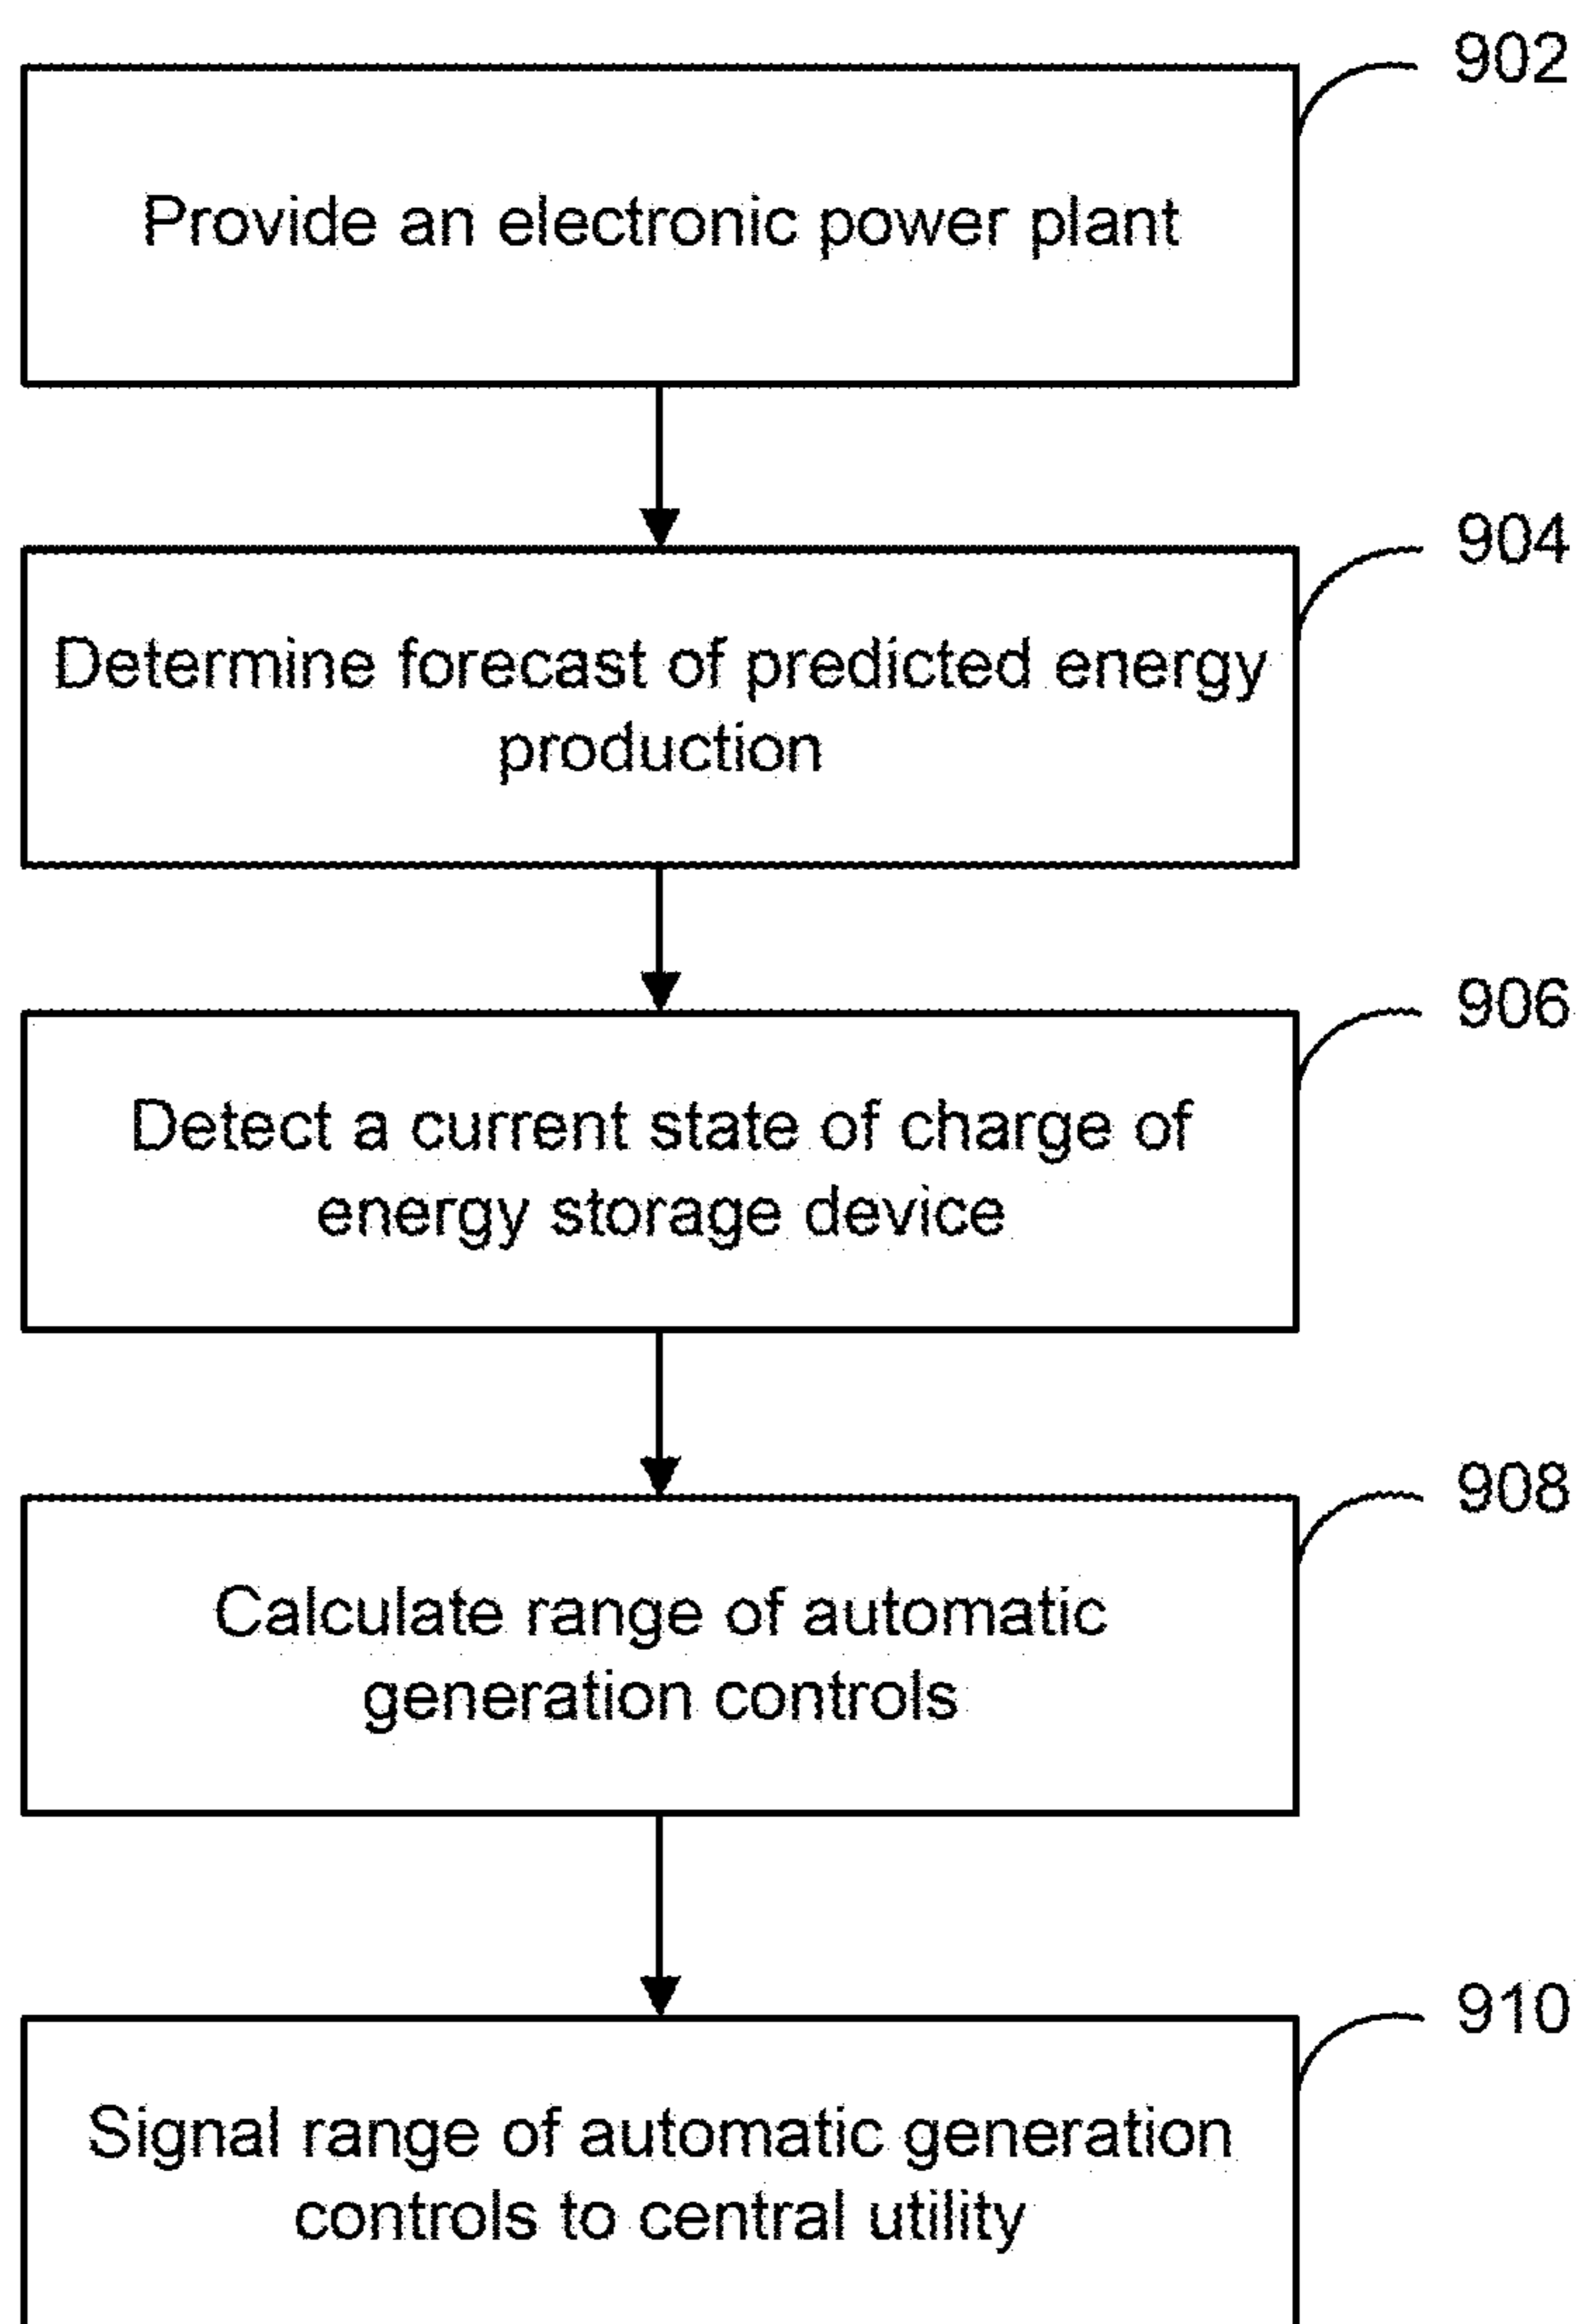 902
Provide an electronic power plant
904
Determine forecast of predicted energy
production
906
Detect a current state of charge of
energy storage device
908
Calculate range of automatic
generation controls
910
Signal range of automatic generation
controls to central utility